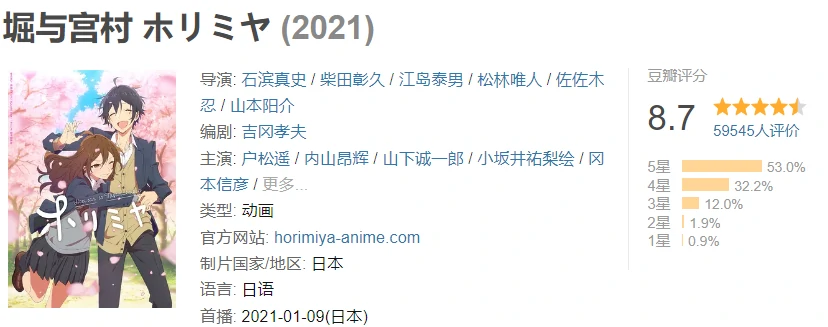 堀与宫村 ホリミヤ (2021)
导演: 石滨真史 / 柴田彰久 / 江岛泰男 / 松林唯人 / 佐佐木
忍 / 山本阳介
编剧: 吉冈孝夫
主演: 户松遥 / 内山昂辉 / 山下诚一郎 / 小坂井祐梨绘 / 冈
本信彦 / 更多...
类型: 动画
官方网站: horimiya-anime.com
制片国家/地区: 日本
语言: 日语
首播: 2021-01-09(日本)
ホリミヤ
豆瓣评分
8.7
59545人评价
5星 53.0%
4星 32.2%
3星 12.0%
2星 1.9%
1星 0.9%